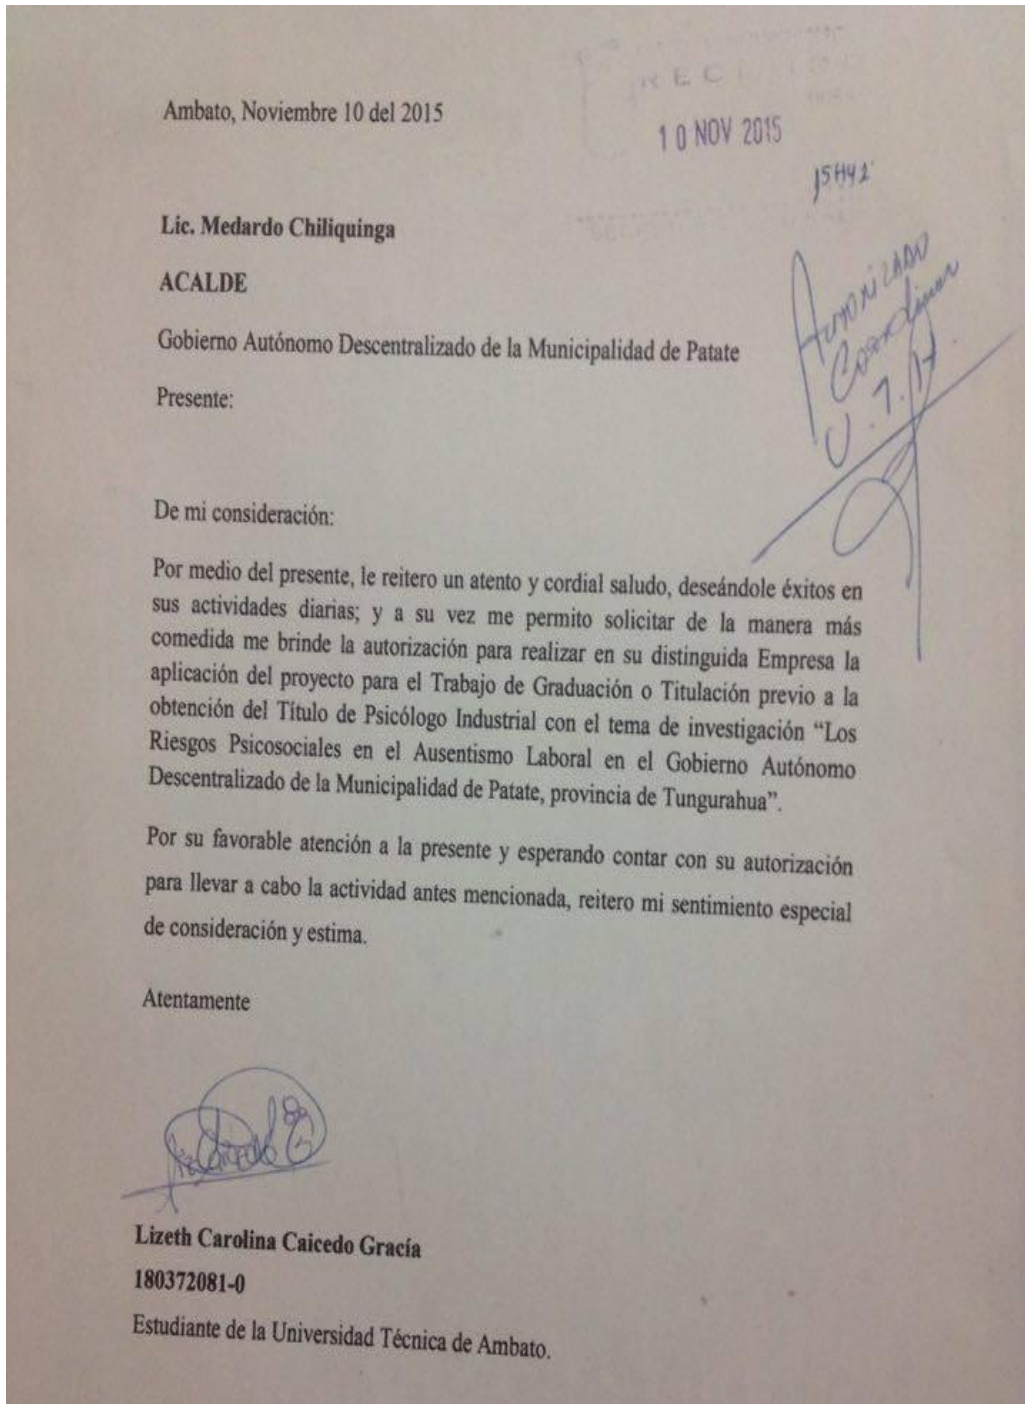 Ambato, Noviembre 10 del 2015
10 NOV 2015
15H42
Lic. Medardo Chiliquinga
ACALDE
Gobierno Autónomo Descentralizado de la Municipalidad de Patate
Presente:
AUTORIZADO
Coordinar
U.T.H.
De mi consideración:
Por medio del presente, le reitero un atento y cordial saludo, deseándole éxitos en
sus actividades diarias; y a su vez me permito solicitar de la manera más
comedida me brinde la autorización para realizar en su distinguida Empresa la
aplicación del proyecto para el Trabajo de Graduación o Titulación previo a la
obtención del Título de Psicólogo Industrial con el tema de investigación “Los
Riesgos Psicosociales en el Ausentismo Laboral en el Gobierno Autónomo
Descentralizado de la Municipalidad de Patate, provincia de Tungurahua”.
Por su favorable atención a la presente y esperando contar con su autorización
para llevar a cabo la actividad antes mencionada, reitero mi sentimiento especial
de consideración y estima.
Atentamente
Lizeth Carolina Caicedo Gracía
180372081-0
Estudiante de la Universidad Técnica de Ambato.